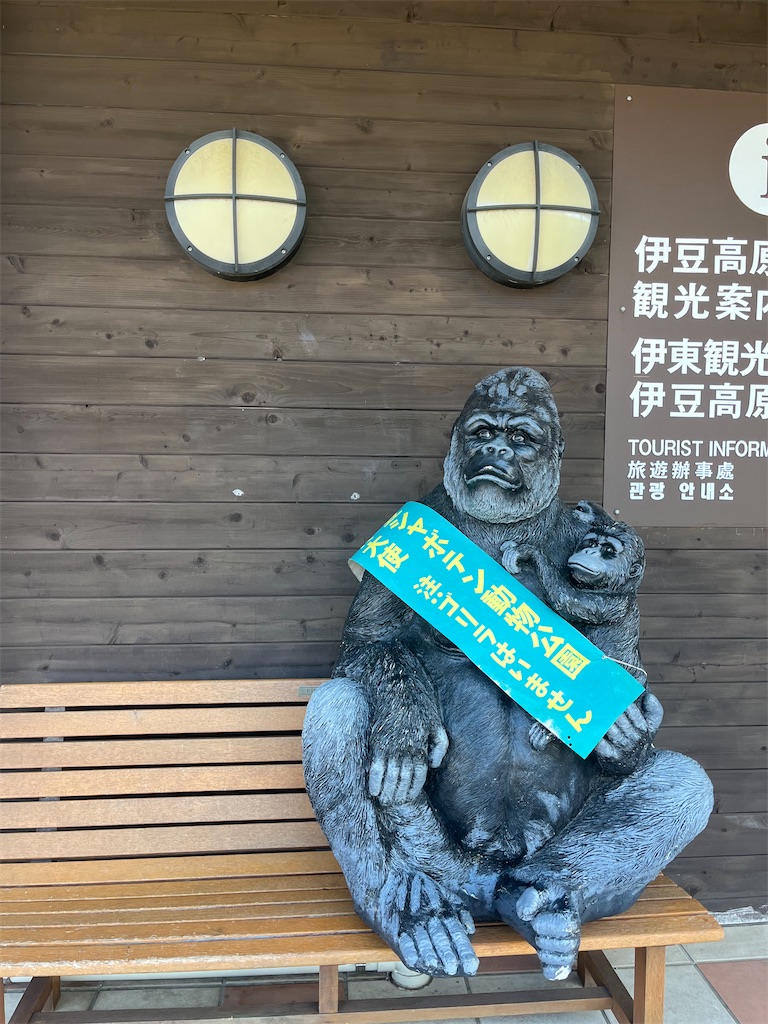 伊豆高原
観光案内
伊東観光
伊豆高原
TOURIST INFORM
旅遊辦事處
관광 안내소
シャボテン動物公園
天使 注:ゴリラはいません